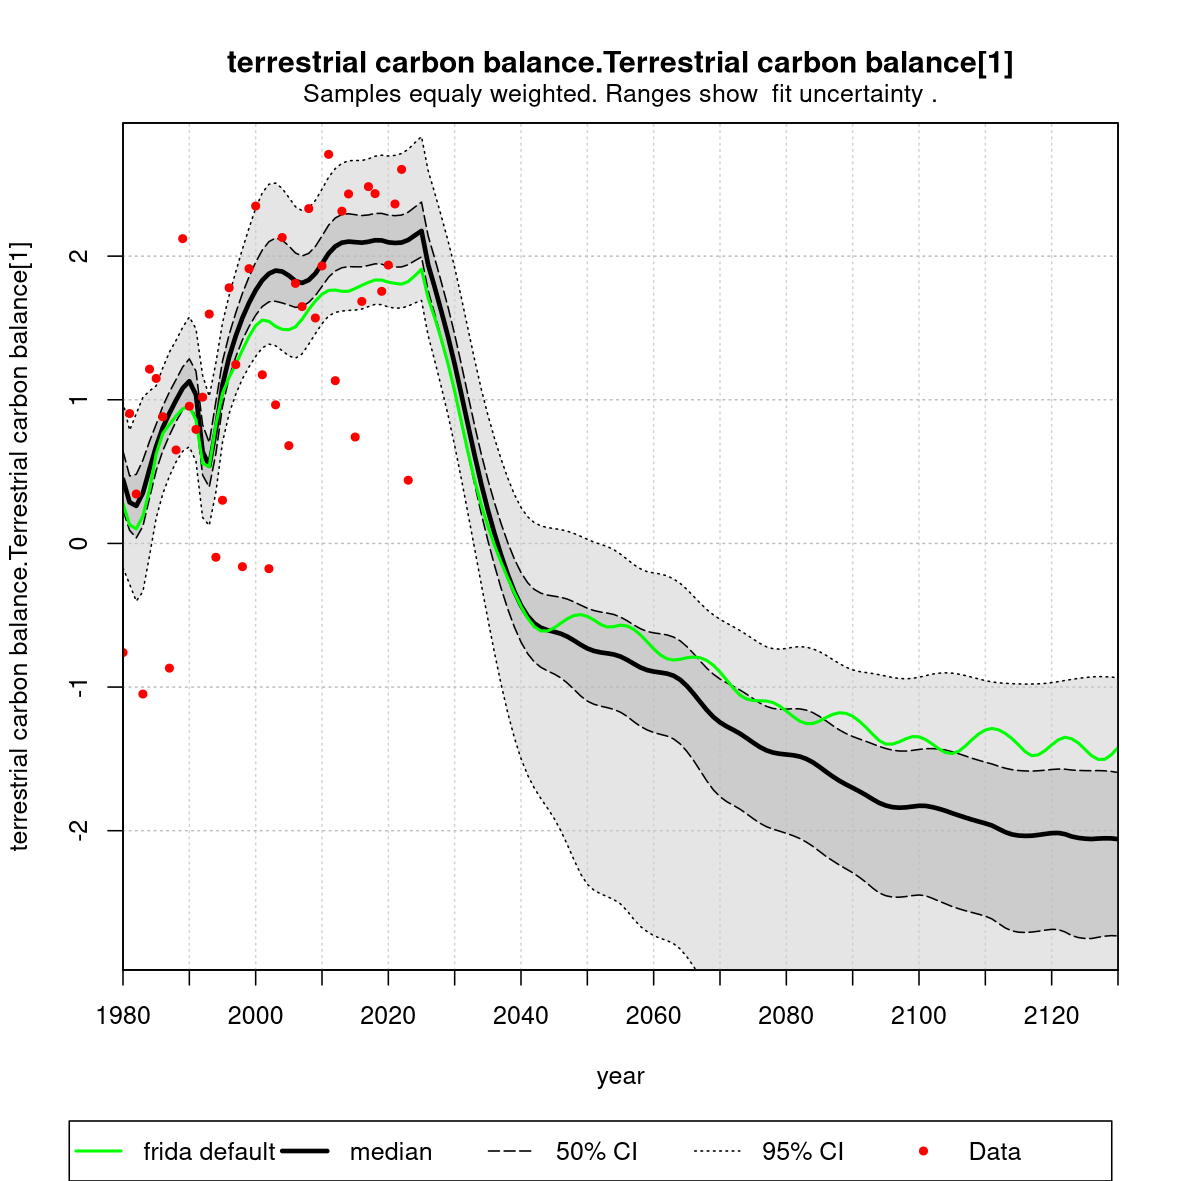 terrestrial carbon balance.Terrestrial carbon balance[1]
Samples equaly weighted. Ranges show  fit uncertainty .
terrestrial carbon balance.Terrestrial carbon balance[1]
2
1
0
-1
-2
1980 2000 2020 2040 2060 2080 2100 2120
year
frida default median 50% CI 95% CI Data